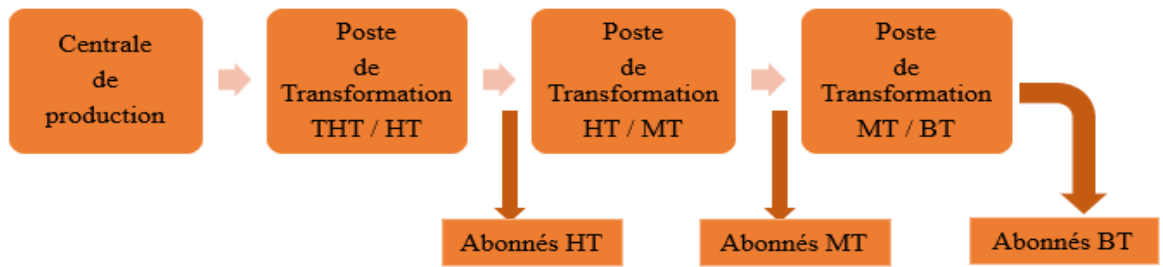 Centrale
de
production
Poste
de
Transformation
THT / HT
Poste
de
Transformation
HT / MT
Poste
de
Transformation
MT / BT
Abonnés HT
Abonnés MT
Abonnés BT